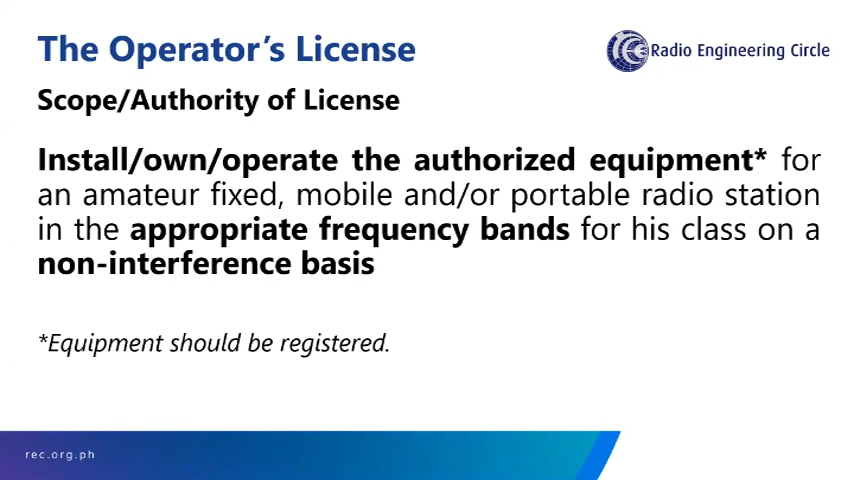 The Operator's License
Radio Engineering Circle
Scope/Authority of License
Install/own/operate the authorized equipment* for
an amateur fixed, mobile and/or portable radio station
in the appropriate frequency bands for his class on a
non-interference basis
*Equipment should be registered.
rec.org.ph